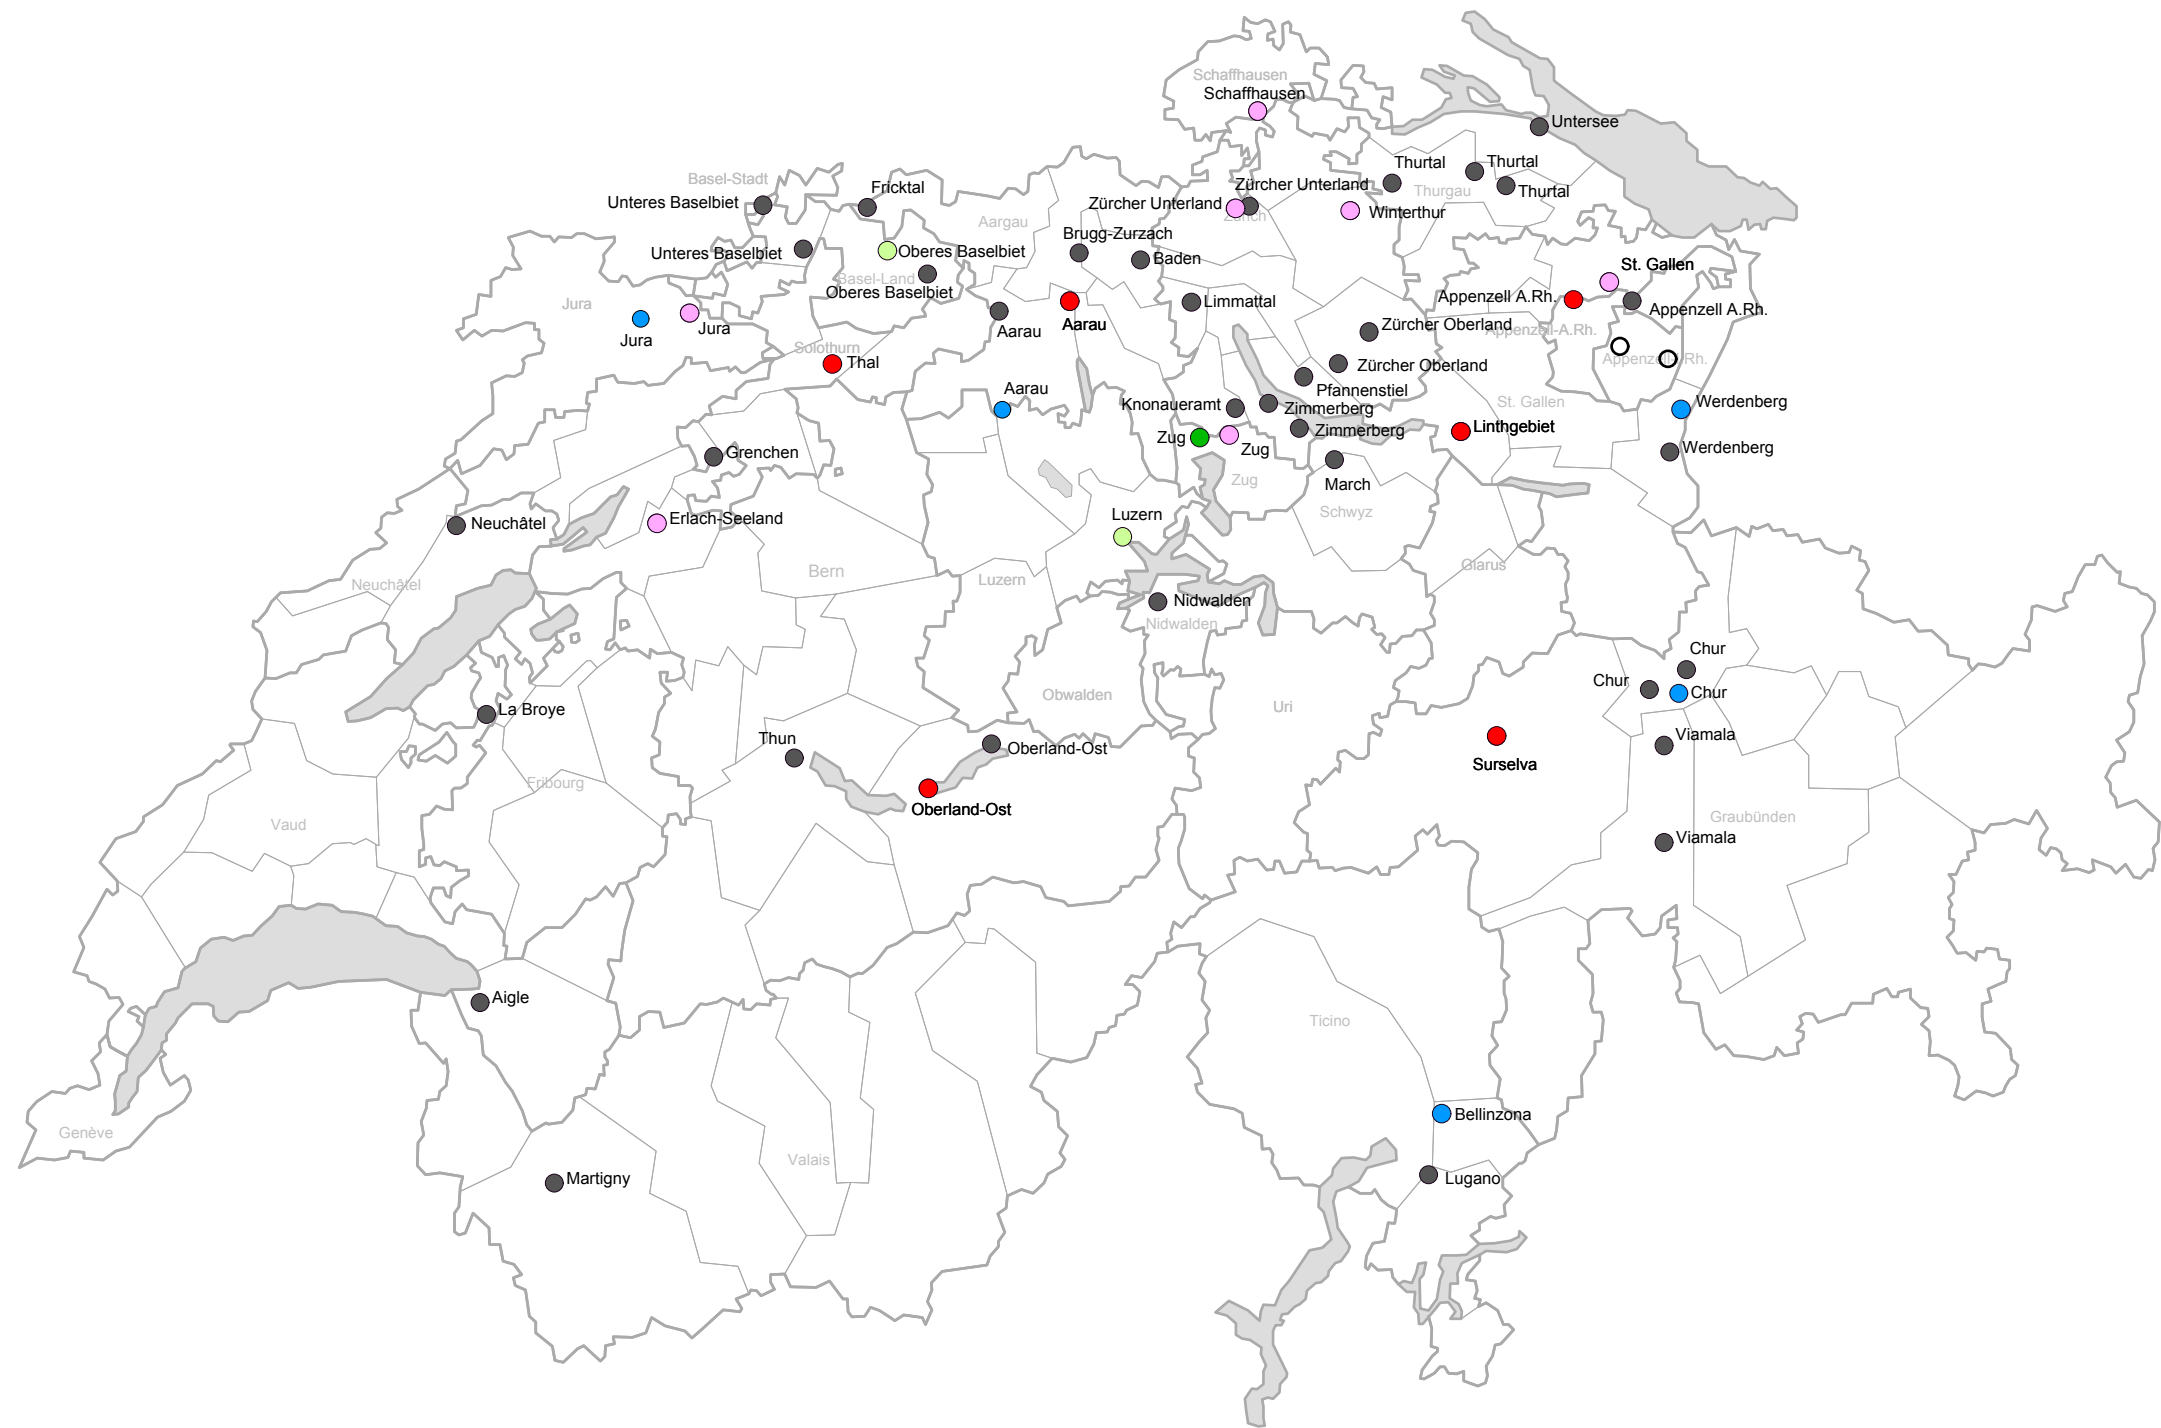 Schaffhausen
Schaffhausen
Untersee
Thurtal
Thurtal
Thurtal
Thurgau
Basel-Stadt
Fricktal
Unteres Baselbiet
Aargau
Zürcher Unterland
Zürcher Unterland
Zürich
Winterthur
Brugg-Zurzach
Unteres Baselbiet
Oberes Baselbiet
Baden
St. Gallen
Basel-Land
Oberes Baselbiet
Jura
Limmattal
Appenzell A.Rh.
Appenzell A.Rh.
Jura
Jura
Aarau
Aarau
Zürcher Oberland
Appenzell-A.Rh.
Solothurn
Thal
Zürcher Oberland
Appenzell-I.Rh.
Aarau
Pfannenstiel
Knonaueramt
Zimmerberg
St. Gallen
Werdenberg
Zug
Zug
Zimmerberg
Linthgebiet
Grenchen
Werdenberg
Zug
March
Schwyz
Neuchâtel
Erlach-Seeland
Luzern
Bern
Luzern
Glarus
Neuchâtel
Nidwalden
Nidwalden
Chur
Chur
Chur
Obwalden
Uri
La Broye
Thun
Oberland-Ost
Viamala
Surselva
Fribourg
Oberland-Ost
Vaud
Graubünden
Viamala
Aigle
Ticino
Genève
Bellinzona
Valais
Martigny
Lugano